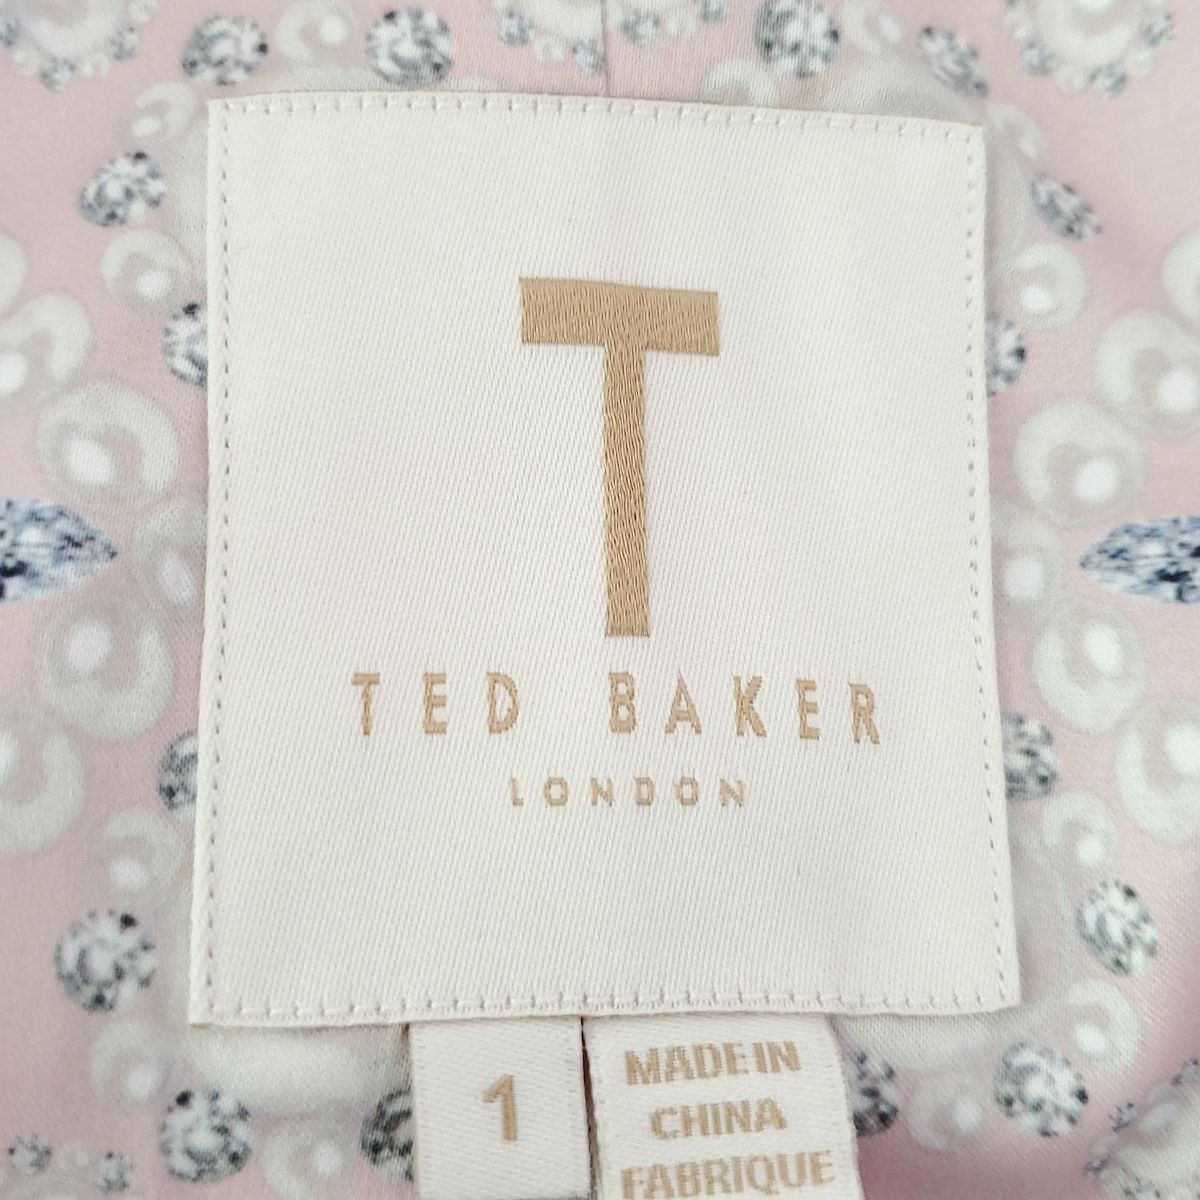 T
TED BAKER
LONDON
1
MADE IN
CHINA
FABRIQUE